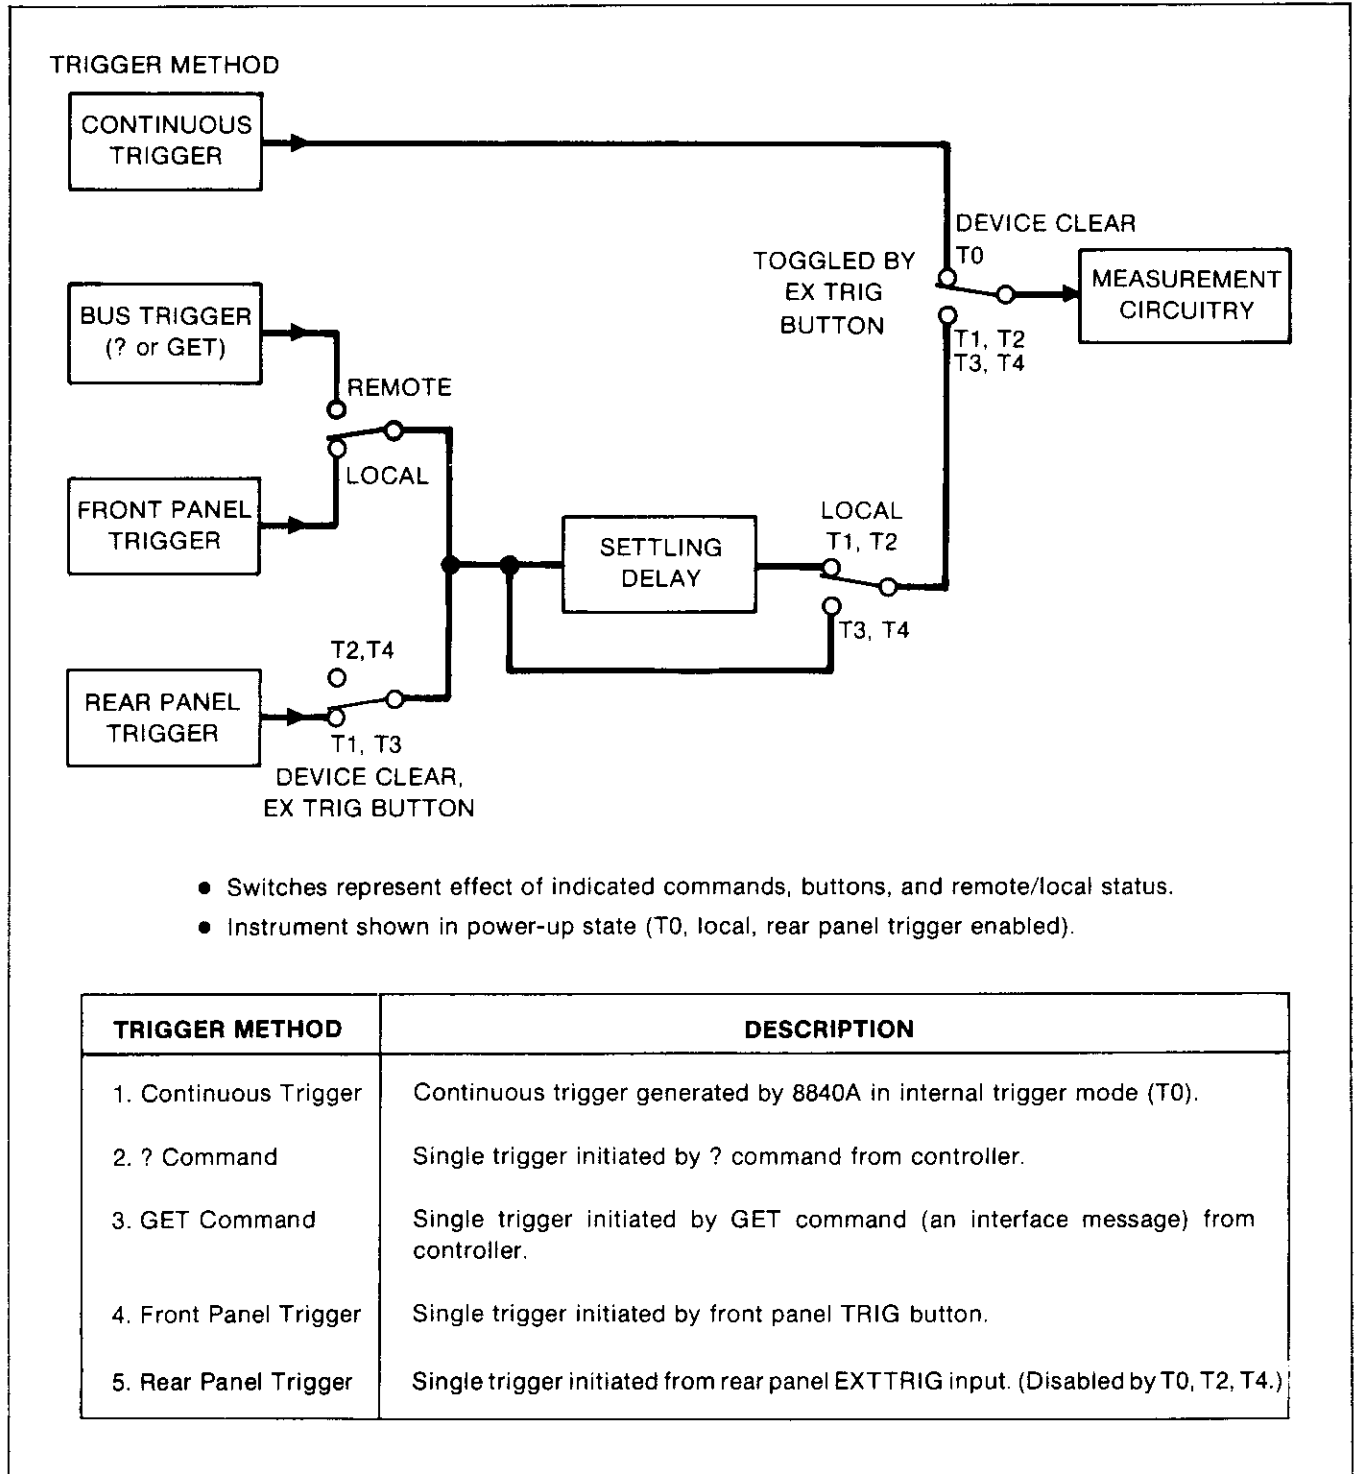 TRIGGER METHOD
CONTINUOUS
TRIGGER
DEVICE CLEAR
T0
TOGGLED BY
EX TRIG
BUTTON
MEASUREMENT
CIRCUITRY
T1, T2
T3, T4
BUS TRIGGER
(? or GET)
REMOTE
LOCAL
FRONT PANEL
TRIGGER
SETTLING
DELAY
LOCAL
T1, T2
T3, T4
T2,T4
REAR PANEL
TRIGGER
T1, T3
DEVICE CLEAR,
EX TRIG BUTTON
● Switches represent effect of indicated commands, buttons, and remote/local status.
● Instrument shown in power-up state (T0, local, rear panel trigger enabled).
TRIGGER METHOD DESCRIPTION
1. Continuous Trigger Continuous trigger generated by 8840A in internal trigger mode (T0).
2. ? Command Single trigger initiated by ? command from controller.
3. GET Command Single trigger initiated by GET command (an interface message) from
controller.
4. Front Panel Trigger Single trigger initiated by front panel TRIG button.
5. Rear Panel Trigger Single trigger initiated from rear panel EXT TRIG input. (Disabled by T0, T2, T4.)